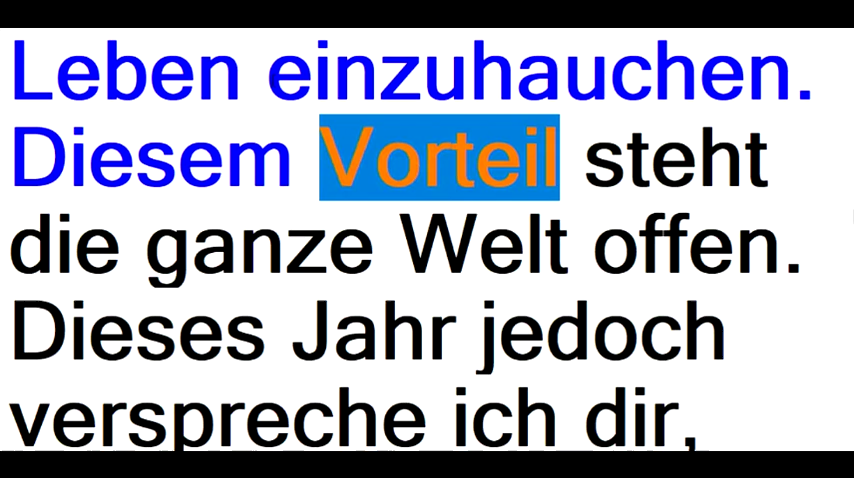 Leben einzuhauchen.
Diesem Vorteil steht
die ganze Welt offen.
Dieses Jahr jedoch
verspreche ich dir,